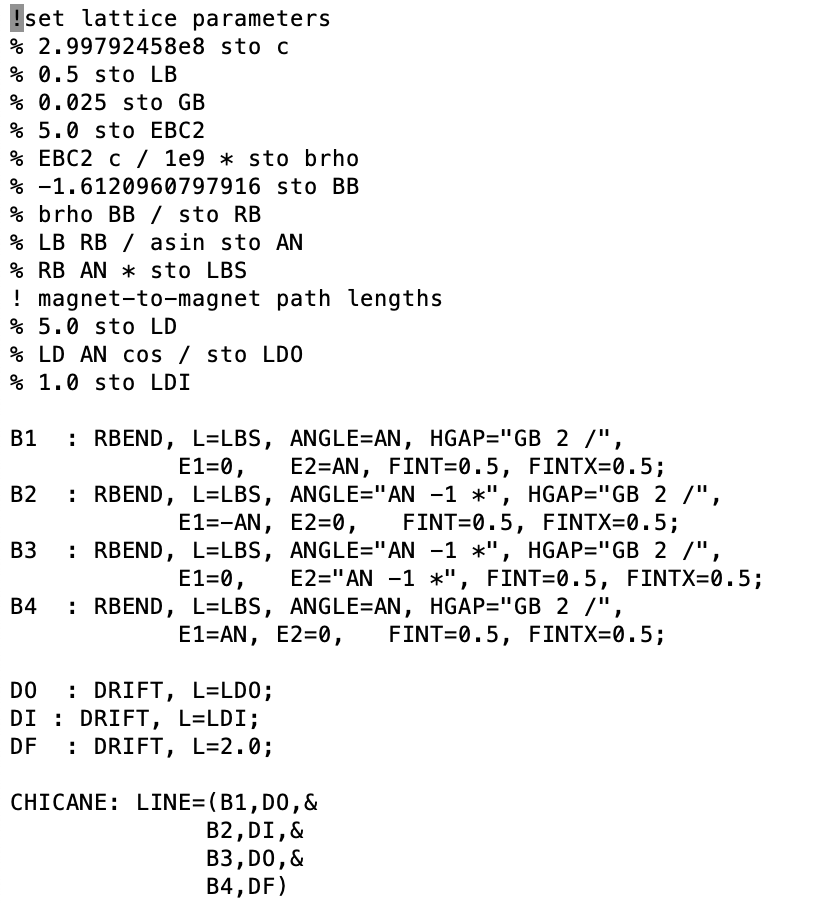 !set lattice parameters
% 2.99792458e8 sto c
% 0.5 sto LB
% 0.025 sto GB
% 5.0 sto EBC2
% EBC2 c / 1e9 * sto brho
% -1.6120960797916 sto BB
% brho BB / sto RB
% LB RB / asin sto AN
% RB AN * sto LBS
! magnet-to-magnet path lengths
% 5.0 sto LD
% LD AN cos / sto LDO
% 1.0 sto LDI

B1  : RBEND, L=LBS, ANGLE=AN, HGAP="GB 2 /",
            E1=0,   E2=AN, FINT=0.5, FINTX=0.5;
B2  : RBEND, L=LBS, ANGLE="AN -1 *", HGAP="GB 2 /",
            E1=-AN, E2=0,   FINT=0.5, FINTX=0.5;
B3  : RBEND, L=LBS, ANGLE="AN -1 *", HGAP="GB 2 /",
            E1=0,   E2="AN -1 *", FINT=0.5, FINTX=0.5;
B4  : RBEND, L=LBS, ANGLE=AN, HGAP="GB 2 /",
            E1=AN, E2=0,   FINT=0.5, FINTX=0.5;

DO  : DRIFT, L=LDO;
DI : DRIFT, L=LDI;
DF  : DRIFT, L=2.0;

CHICANE: LINE=(B1,DO,&
              B2,DI,&
              B3,DO,&
              B4,DF)